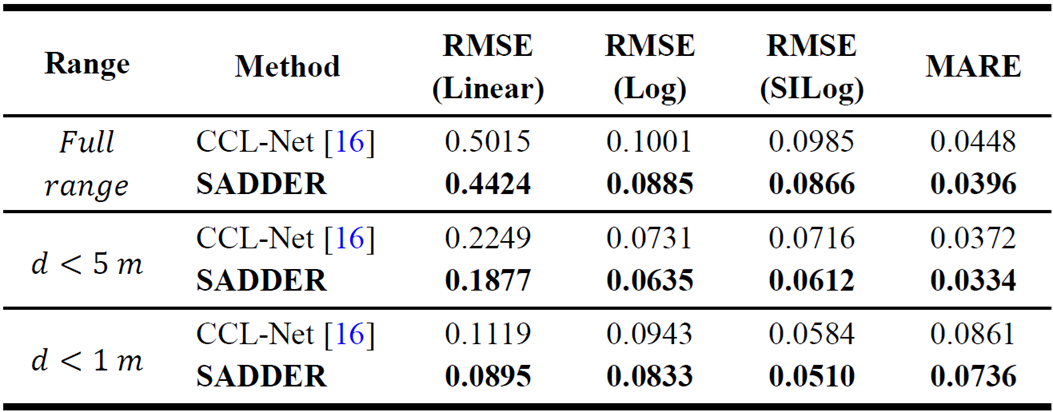 Range Method RMSE (Linear) RMSE (Log) RMSE (SILog) MARE
Full range
CCL-Net [16] 0.5015 0.1001 0.0985 0.0448
SADDER 0.4424 0.0885 0.0866 0.0396
d < 5 m
CCL-Net [16] 0.2249 0.0731 0.0716 0.0372
SADDER 0.1877 0.0635 0.0612 0.0334
d < 1 m
CCL-Net [16] 0.1119 0.0943 0.0584 0.0861
SADDER 0.0895 0.0833 0.0510 0.0736